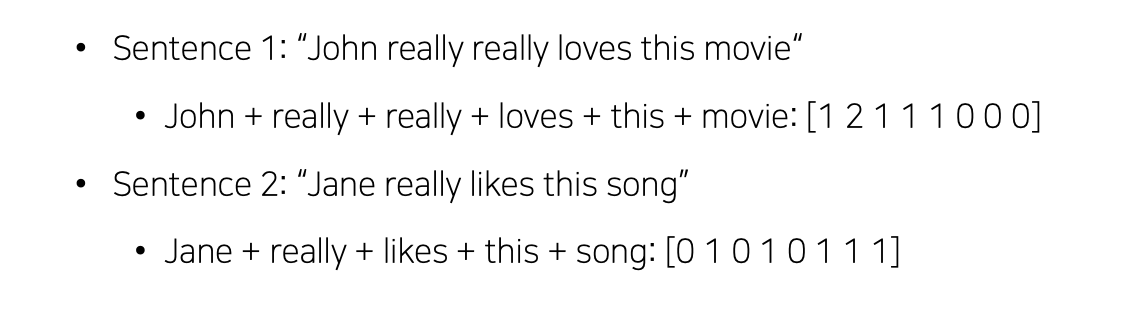 • Sentence 1: “John really really loves this movie“
• John + really + really + loves + this + movie: [1 2 1 1 1 0 0 0]
• Sentence 2: “Jane really likes this song”
• Jane + really + likes + this + song: [0 1 0 1 0 1 1 1]